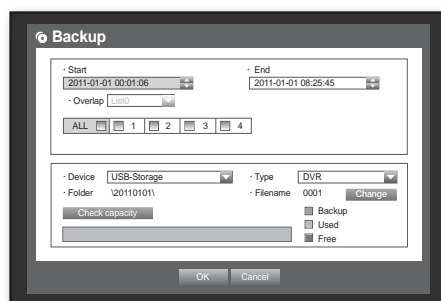 Backup
· Start
· End
2011-01-01 00:01:06
2011-01-01 08:25:45
· Overlap List0
ALL 1 2 3 4
· Device USB-Storage
· Type DVR
· Folder \20110101\
· Filename 0001 Change
Check capacity
Backup
Used
Free
OK Cancel